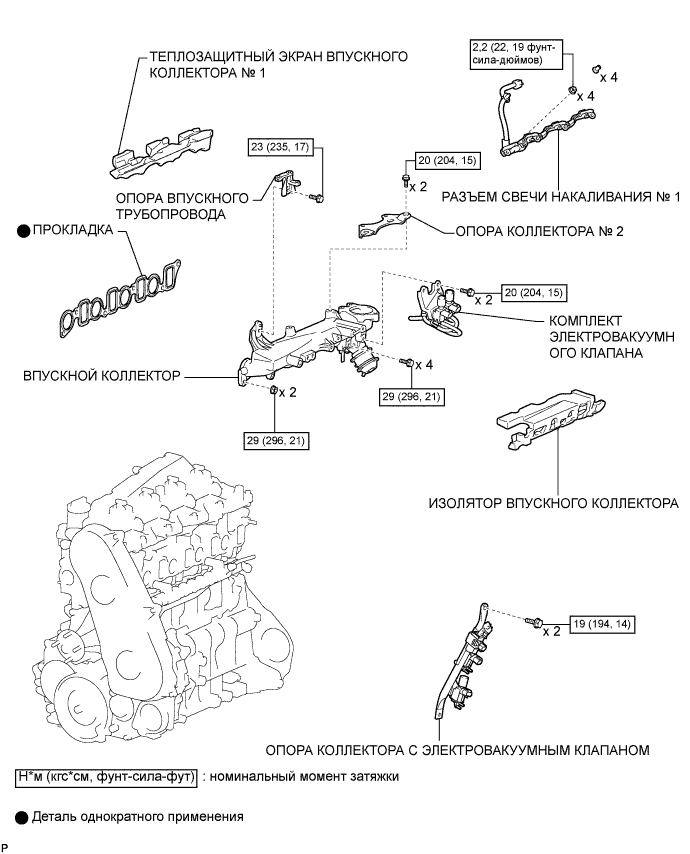 ТЕПЛОЗАЩИТНЫЙ ЭКРАН ВПУСКНОГО
КОЛЛЕКТОРА № 1
2,2 (22, 19 фунт-
сила-дюймов)
x 4
x 4
23 (235, 17)
20 (204, 15)
x 2
РАЗЪЕМ СВЕЧИ НАКАЛИВАНИЯ № 1
ОПОРА ВПУСКНОГО
ТРУБОПРОВОДА
ПРОКЛАДКА
ОПОРА КОЛЛЕКТОРА № 2
x 2
20 (204, 15)
КОМПЛЕКТ
ЭЛЕКТРОВАКУУМН
ОГО КЛАПАНА
ВПУСКНОЙ КОЛЛЕКТОР
x 4
x 2
29 (296, 21)
29 (296, 21)
ИЗОЛЯТОР ВПУСКНОГО КОЛЛЕКТОРА
x 2
19 (194, 14)
ОПОРА КОЛЛЕКТОРА С ЭЛЕКТРОВАКУУМНЫМ КЛАПАНОМ
Н*м (кгс*см, фунт-сила-фут) : номинальный момент затяжки
Деталь однократного применения
P